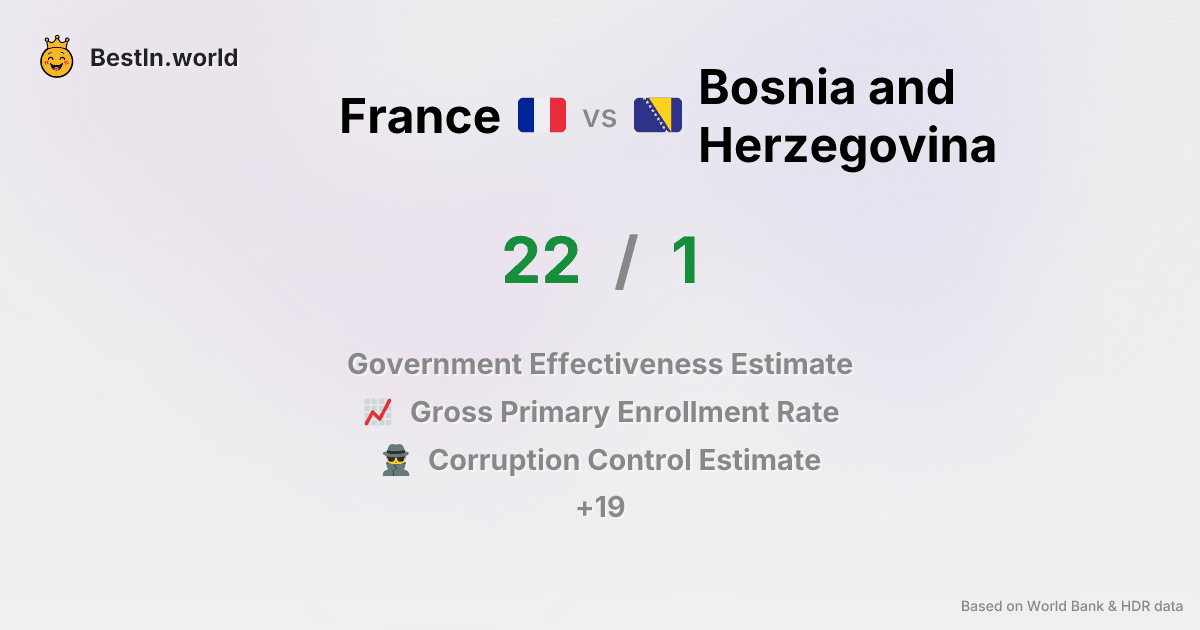 BestIn.world
France vs Bosnia and
Herzegovina
22 / 1
Government Effectiveness Estimate
Gross Primary Enrollment Rate
Corruption Control Estimate
+19
Based on World Bank & HDR data